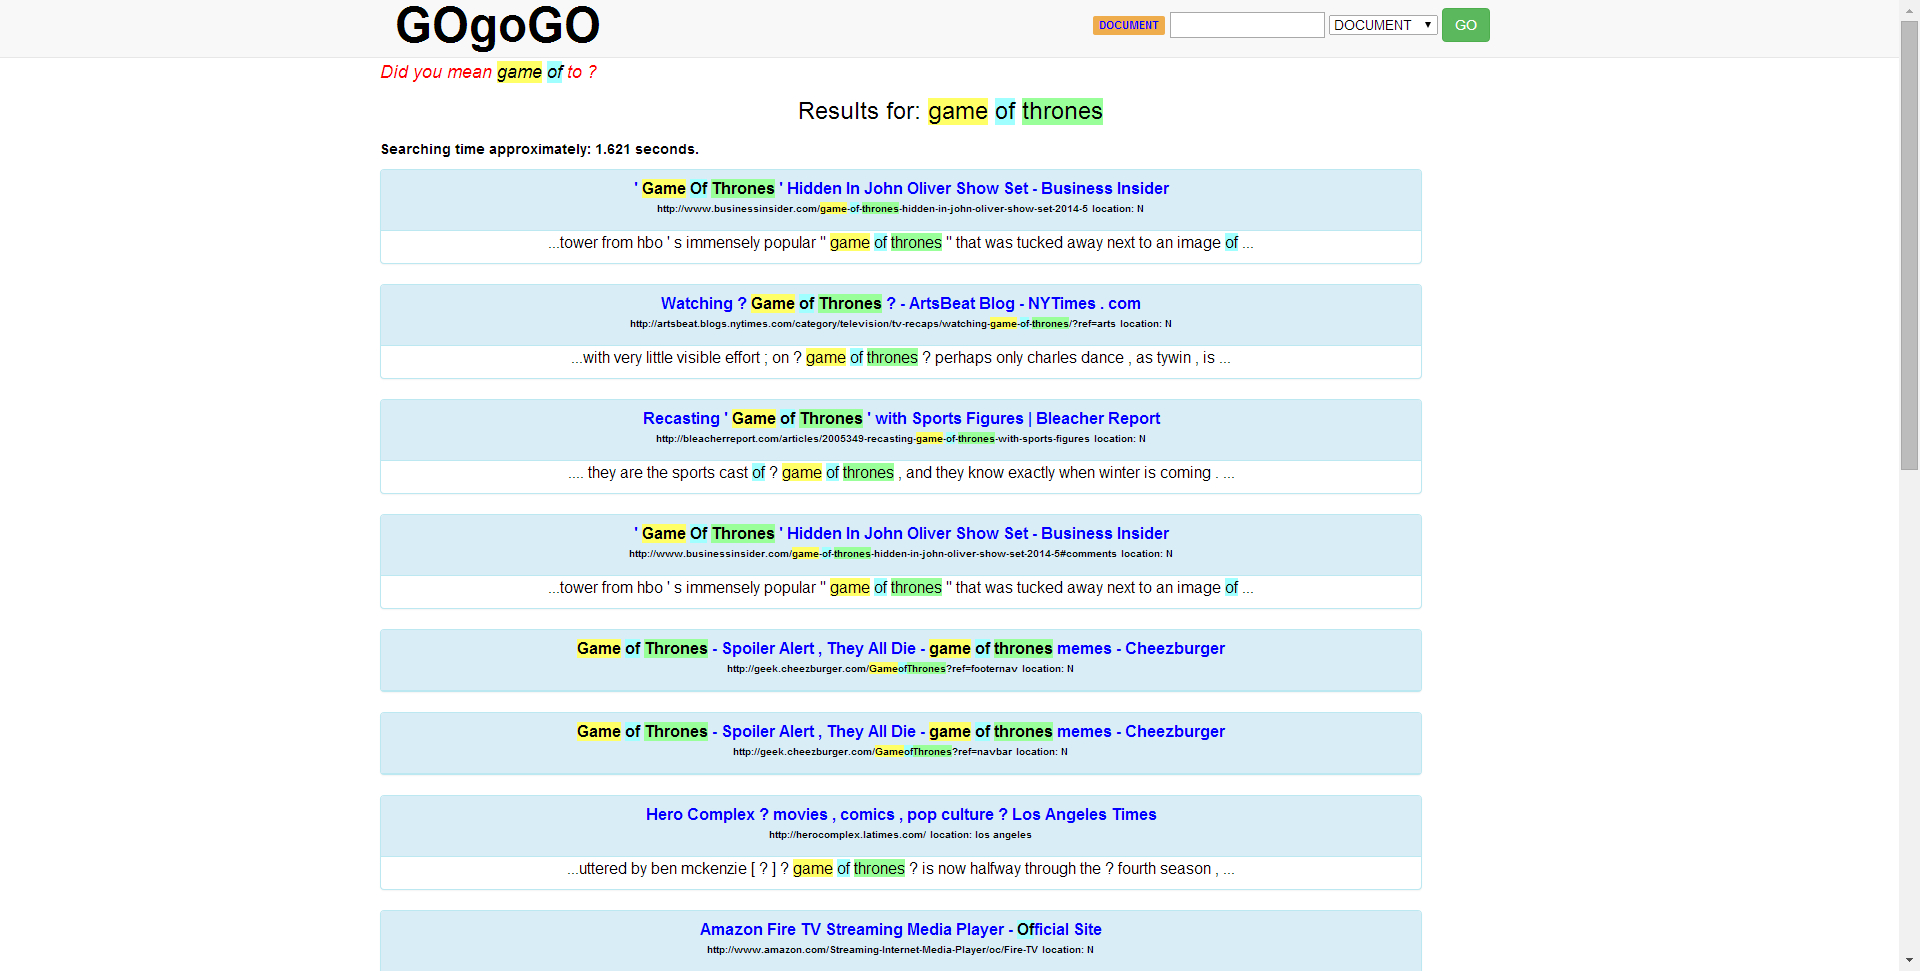 GOgoGO DOCUMENT DOCUMENT GO
Did you mean game of to ?
Results for: game of thrones
Searching time approximately: 1.621 seconds.
' Game Of Thrones ' Hidden In John Oliver Show Set - Business Insider
http://www.businessinsider.com/game-of-thrones-hidden-in-john-oliver-show-set-2014-5 location: N
...tower from hbo ' s immensely popular " game of thrones " that was tucked away next to an image of ...
Watching ? Game of Thrones ? - ArtsBeat Blog - NYTimes . com
http://artsbeat.blogs.nytimes.com/category/television/tv-recaps/watching-game-of-thrones/?ref=arts location: N
...with very little visible effort ; on ? game of thrones ? perhaps only charles dance , as tywin , is ...
Recasting ' Game of Thrones ' with Sports Figures | Bleacher Report
http://bleacherreport.com/articles/2005349-recasting-game-of-thrones-with-sports-figures location: N
.... they are the sports cast of ? game of thrones , and they know exactly when winter is coming . ...
' Game Of Thrones ' Hidden In John Oliver Show Set - Business Insider
http://www.businessinsider.com/game-of-thrones-hidden-in-john-oliver-show-set-2014-5#comments location: N
...tower from hbo ' s immensely popular " game of thrones " that was tucked away next to an image of ...
Game of Thrones - Spoiler Alert , They All Die - game of thrones memes - Cheezburger
http://geek.cheezburger.com/GameofThrones?ref=footernav location: N
Game of Thrones - Spoiler Alert , They All Die - game of thrones memes - Cheezburger
http://geek.cheezburger.com/GameofThrones?ref=navbar location: N
Hero Complex ? movies , comics , pop culture ? Los Angeles Times
http://herocomplex.latimes.com/ location: los angeles
...uttered by ben mckenzie [ ? ] ? game of thrones ? is now halfway through the ? fourth season , ...
Amazon Fire TV Streaming Media Player - Official Site
http://www.amazon.com/Streaming-Internet-Media-Player/oc/Fire-TV location: N